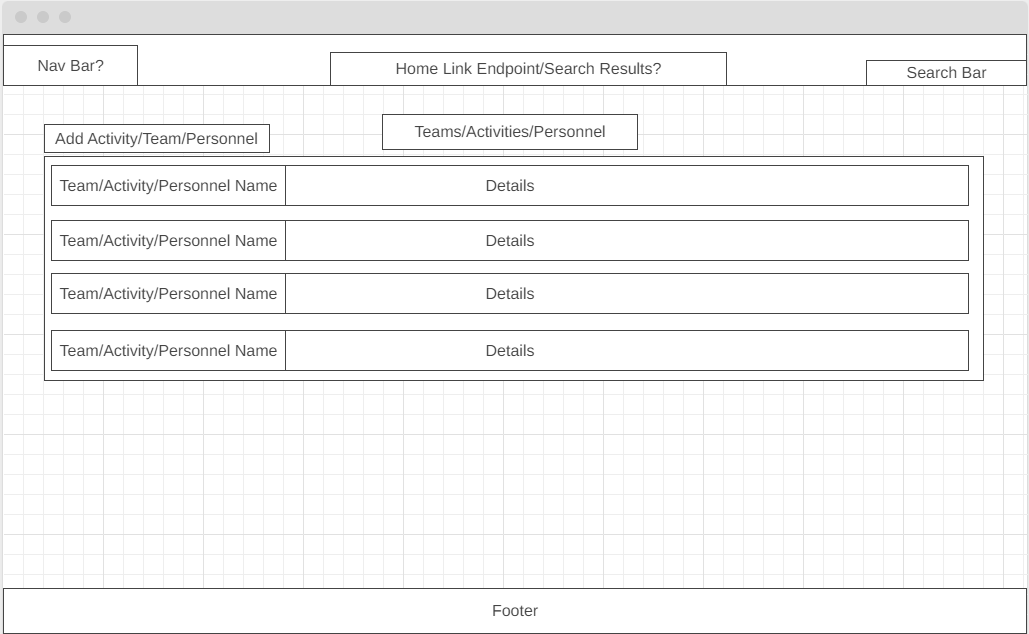 Nav Bar?
Home Link Endpoint/Search Results?
Search Bar
Add Activity/Team/Personnel
Teams/Activities/Personnel
Team/Activity/Personnel Name
Details
Team/Activity/Personnel Name
Details
Team/Activity/Personnel Name
Details
Team/Activity/Personnel Name
Details
Footer